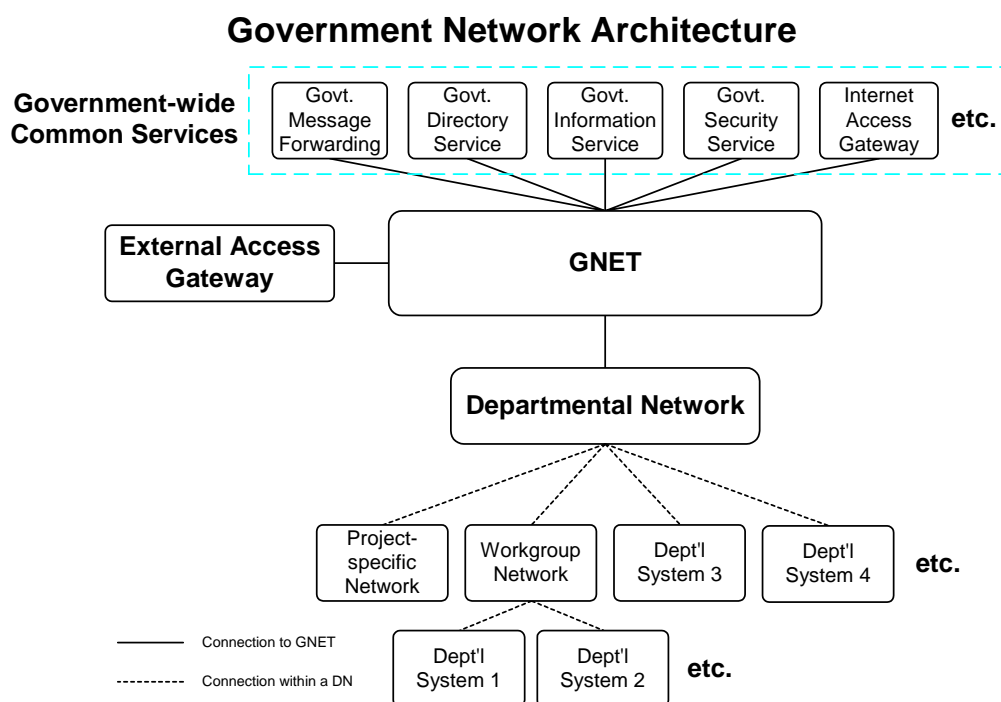 Government Network Architecture
Government-wide
Common Services
Govt.
Message
Forwarding
Govt.
Directory
Service
Govt.
Information
Service
Govt.
Security
Service
Internet
Access
Gateway
etc.
External Access
Gateway
GNET
Departmental Network
Project-
specific
Network
Workgroup
Network
Dept'l
System 3
Dept'l
System 4
etc.
Connection to GNET
Connection within a DN
Dept'l
System 1
Dept'l
System 2
etc.